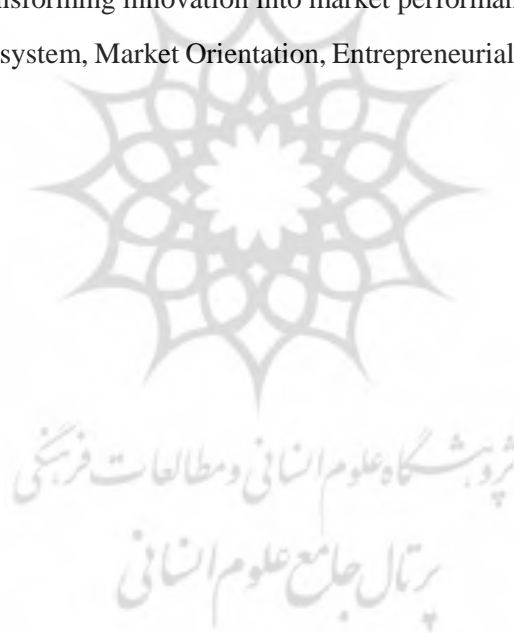 nsforming innovation into market performan
system, Market Orientation, Entrepreneurial
پژوهشگاه علوم انسانی و مطالعات فرهنگی
پرتال جامع علوم انسانی